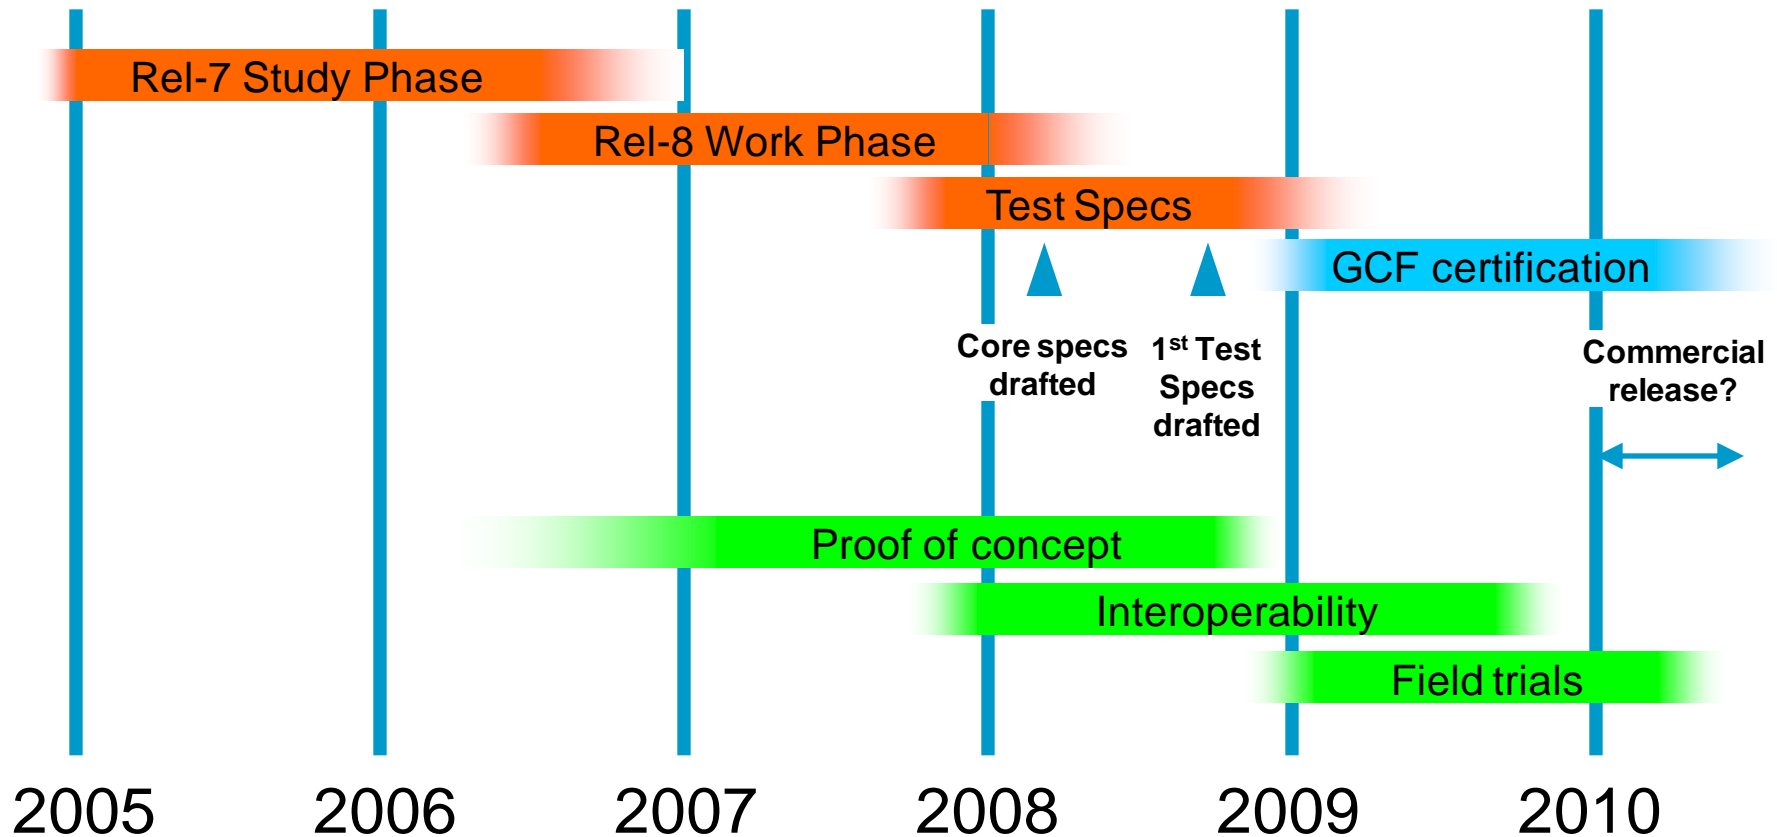 Rel-7 Study Phase
Rel-8 Work Phase
Test Specs
GCF certification
Core specs
drafted
1st Test
Specs
drafted
Commercial
release?
Proof of concept
Interoperability
Field trials
2005 2006 2007 2008 2009 2010